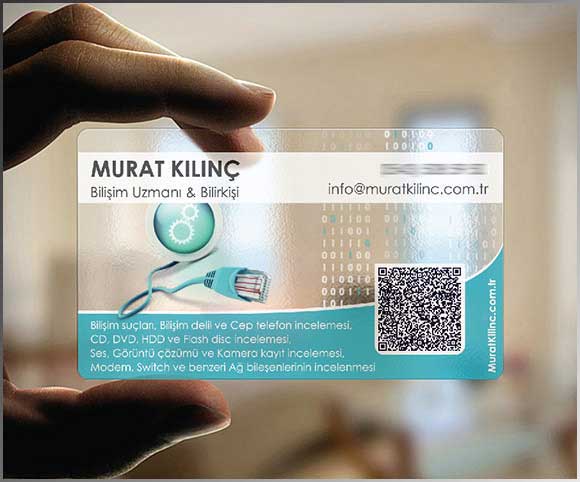 MURAT KILINÇ
Bilişim Uzmanı & Bilirkişi
info@muratkilinc.com.tr
Bilişim suçları, Bilişim delil ve Cep telefon incelemesi,
CD, DVD, HDD ve Flash disc incelemesi,
Ses, Görüntü çözümü ve Kamera kayıt incelemesi,
Modem, Switch ve benzeri Ağ bileşenlerinin incelenmesi
MuratKilinc.com.tr